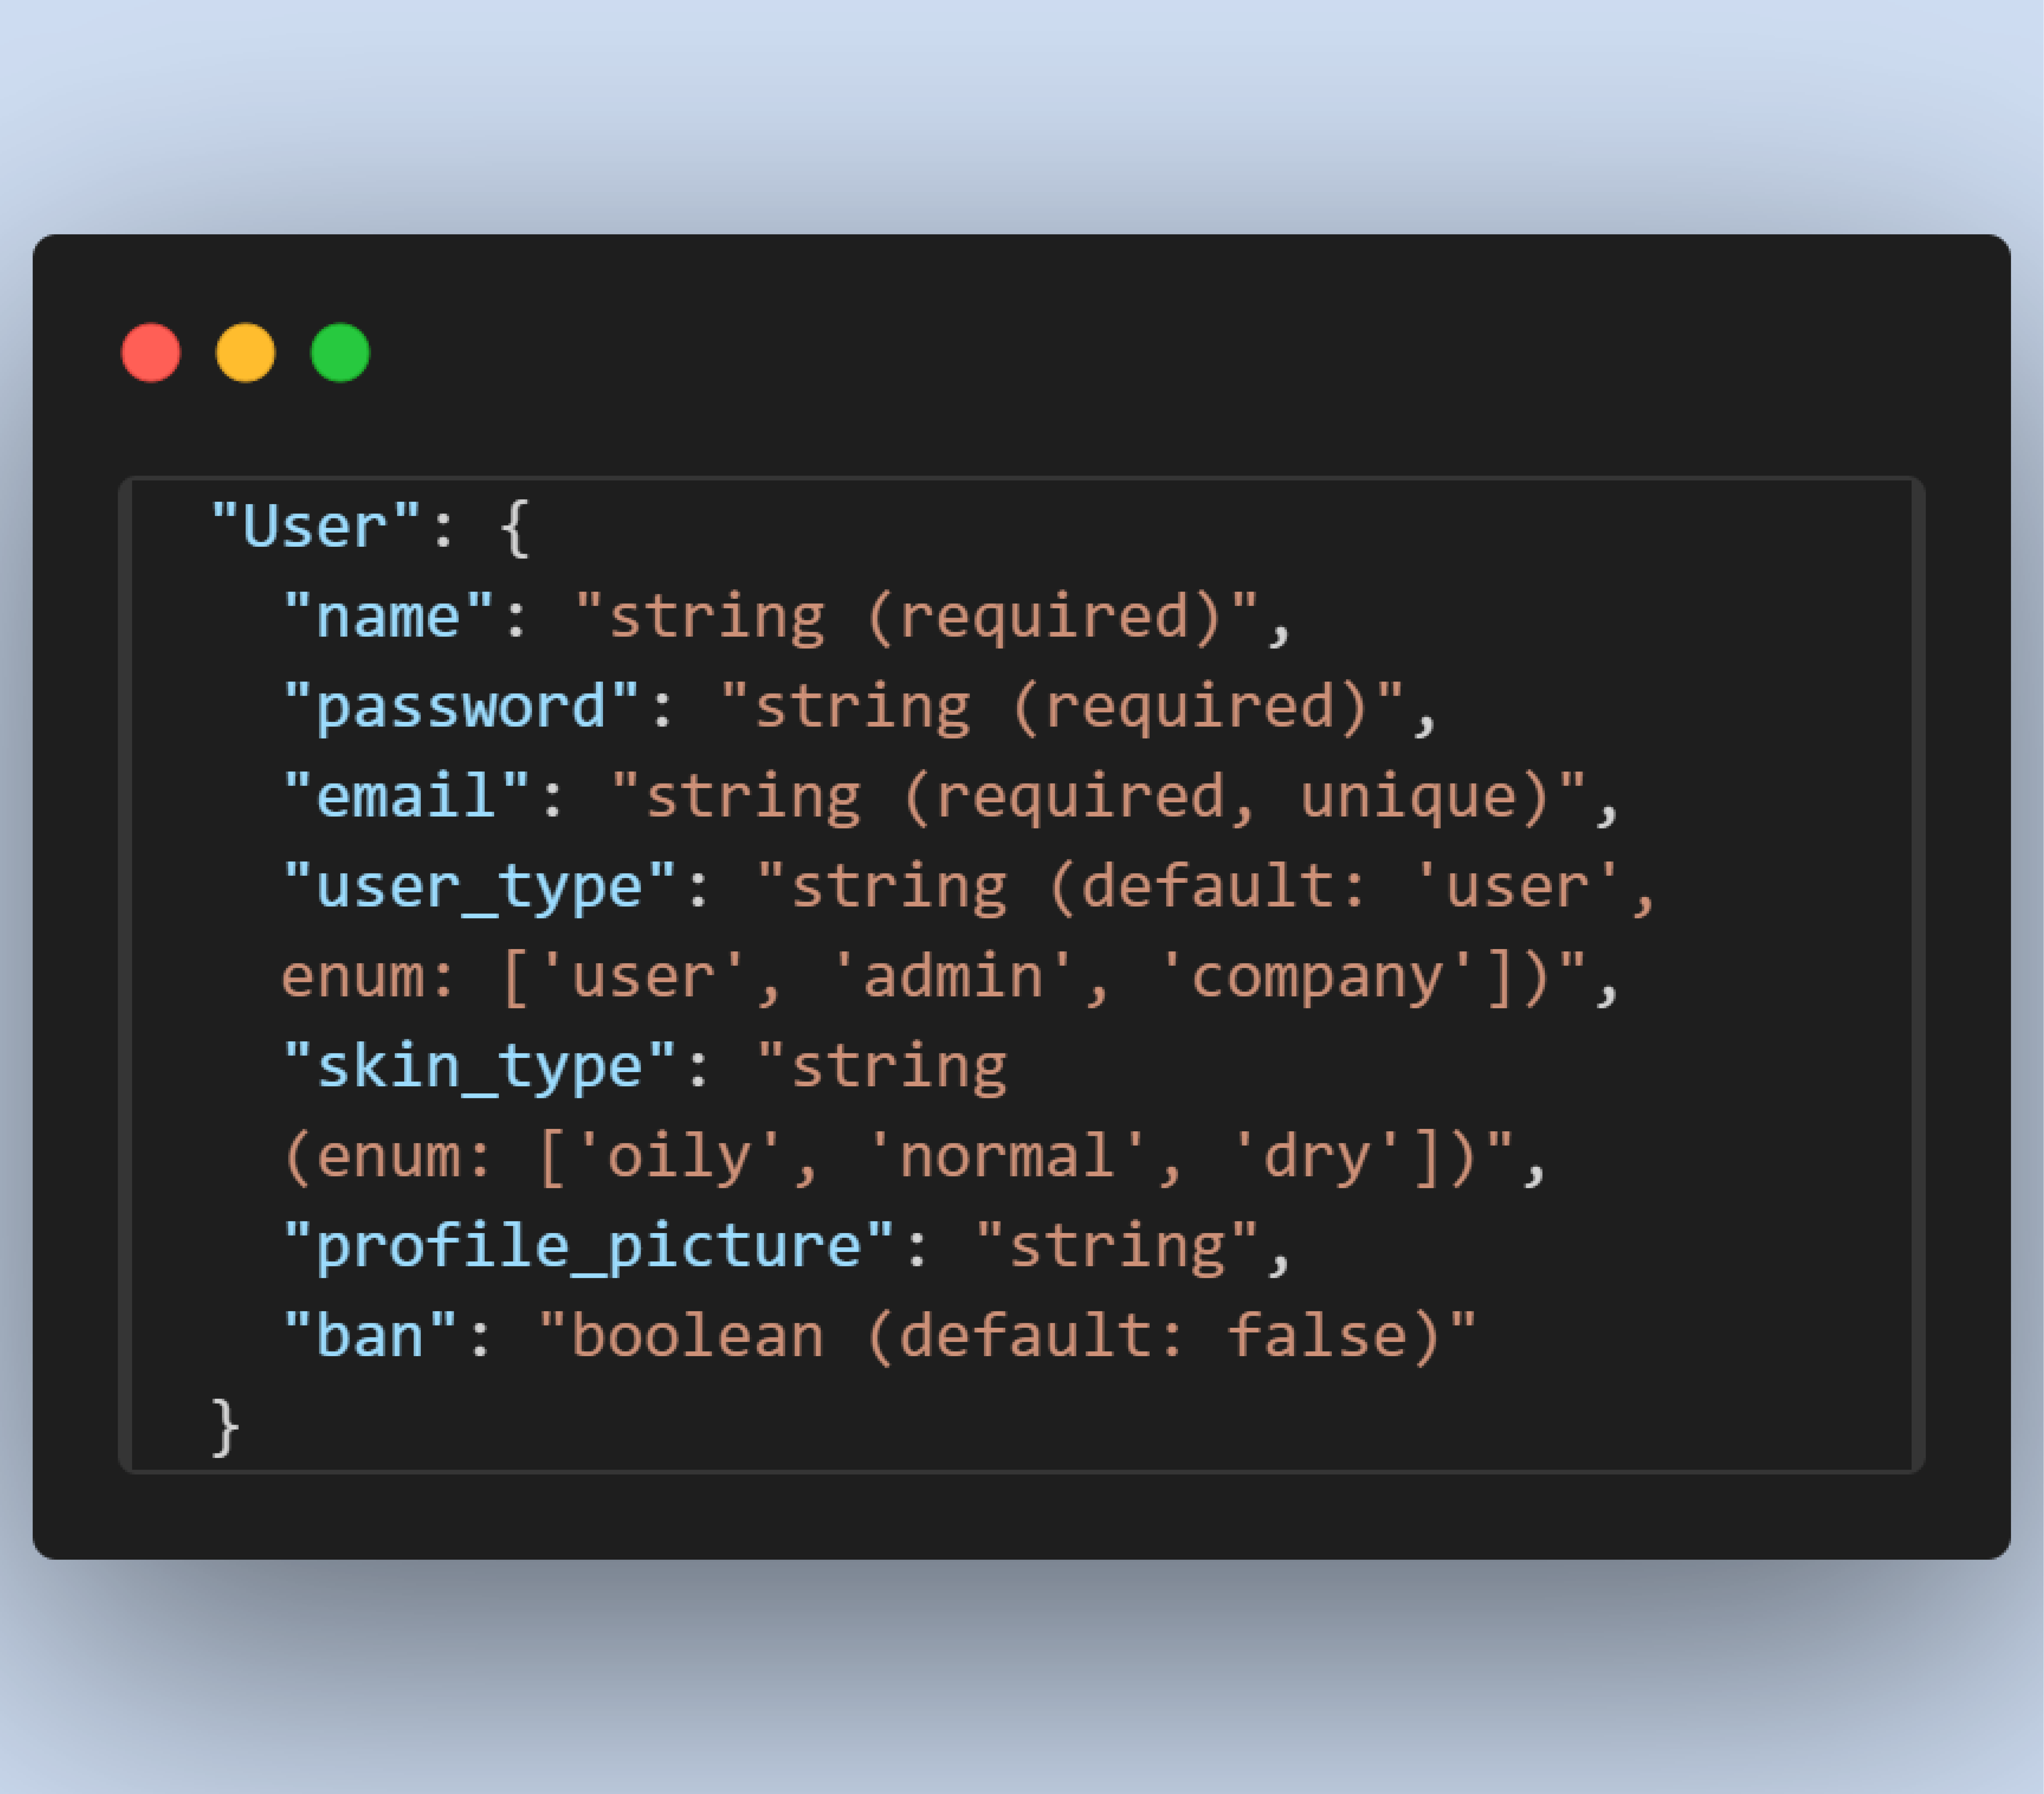 "User": {
"name": "string (required)",
"password": "string (required)",
"email": "string (required, unique)",
"user_type": "string (default: 'user',
enum: ['user', 'admin', 'company'])",
"skin_type": "string
(enum: ['oily', 'normal', 'dry'])",
"profile_picture": "string",
"ban": "boolean (default: false)"
}